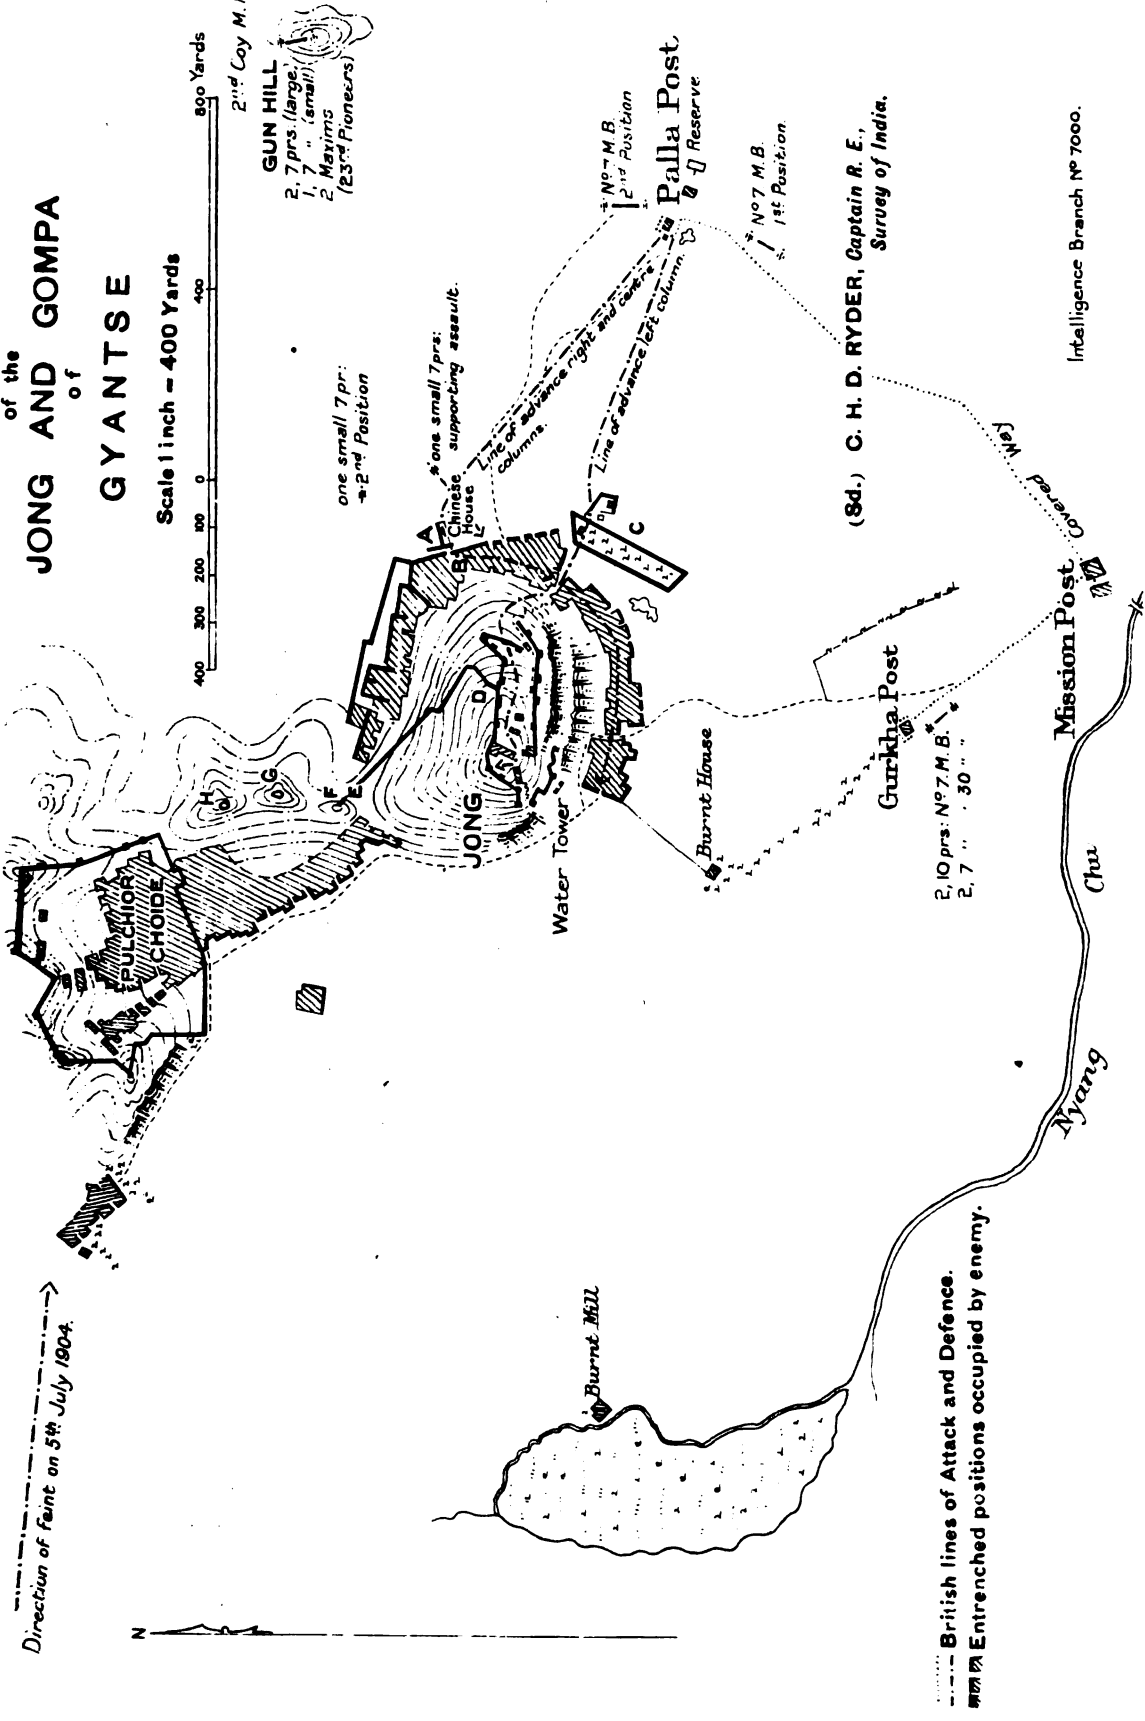 of the
JONG AND GOMPA
of
GYANTSE
Scale 1 inch = 400 Yards
400 300 200 100 0 400 800 Yards
2nd Coy M.I
GUN HILL
2, 7 prs. (large)
1, 7 " (small)
2 Maxims
(23rd Pioneers)
Direction of Feint on 5th July 1904.
N
PULCHIOR
CHOIDE
H
G
F
E
D
JONG
Water Tower
one small 7 pr:
2nd Position
A
one small 7 prs:
supporting assault.
Chinese
House
B
C
Line of advance right and centre
columns.
Line of advance left column.
No 7 M.B.
2nd Position
Palla Post
Reserve
No 7 M.B.
1st Position.
Burnt House
Gurkha Post
2, 10 prs: No 7. M.B.
2, 7 " . 30 " "
Mission Post
Covered Way
Burnt Mill
Nyang Chu
(Sd.) C. H. D. RYDER, Captain R. E.,
Survey of India.
Intelligence Branch No 7000.
British lines of Attack and Defence.
Entrenched positions occupied by enemy.